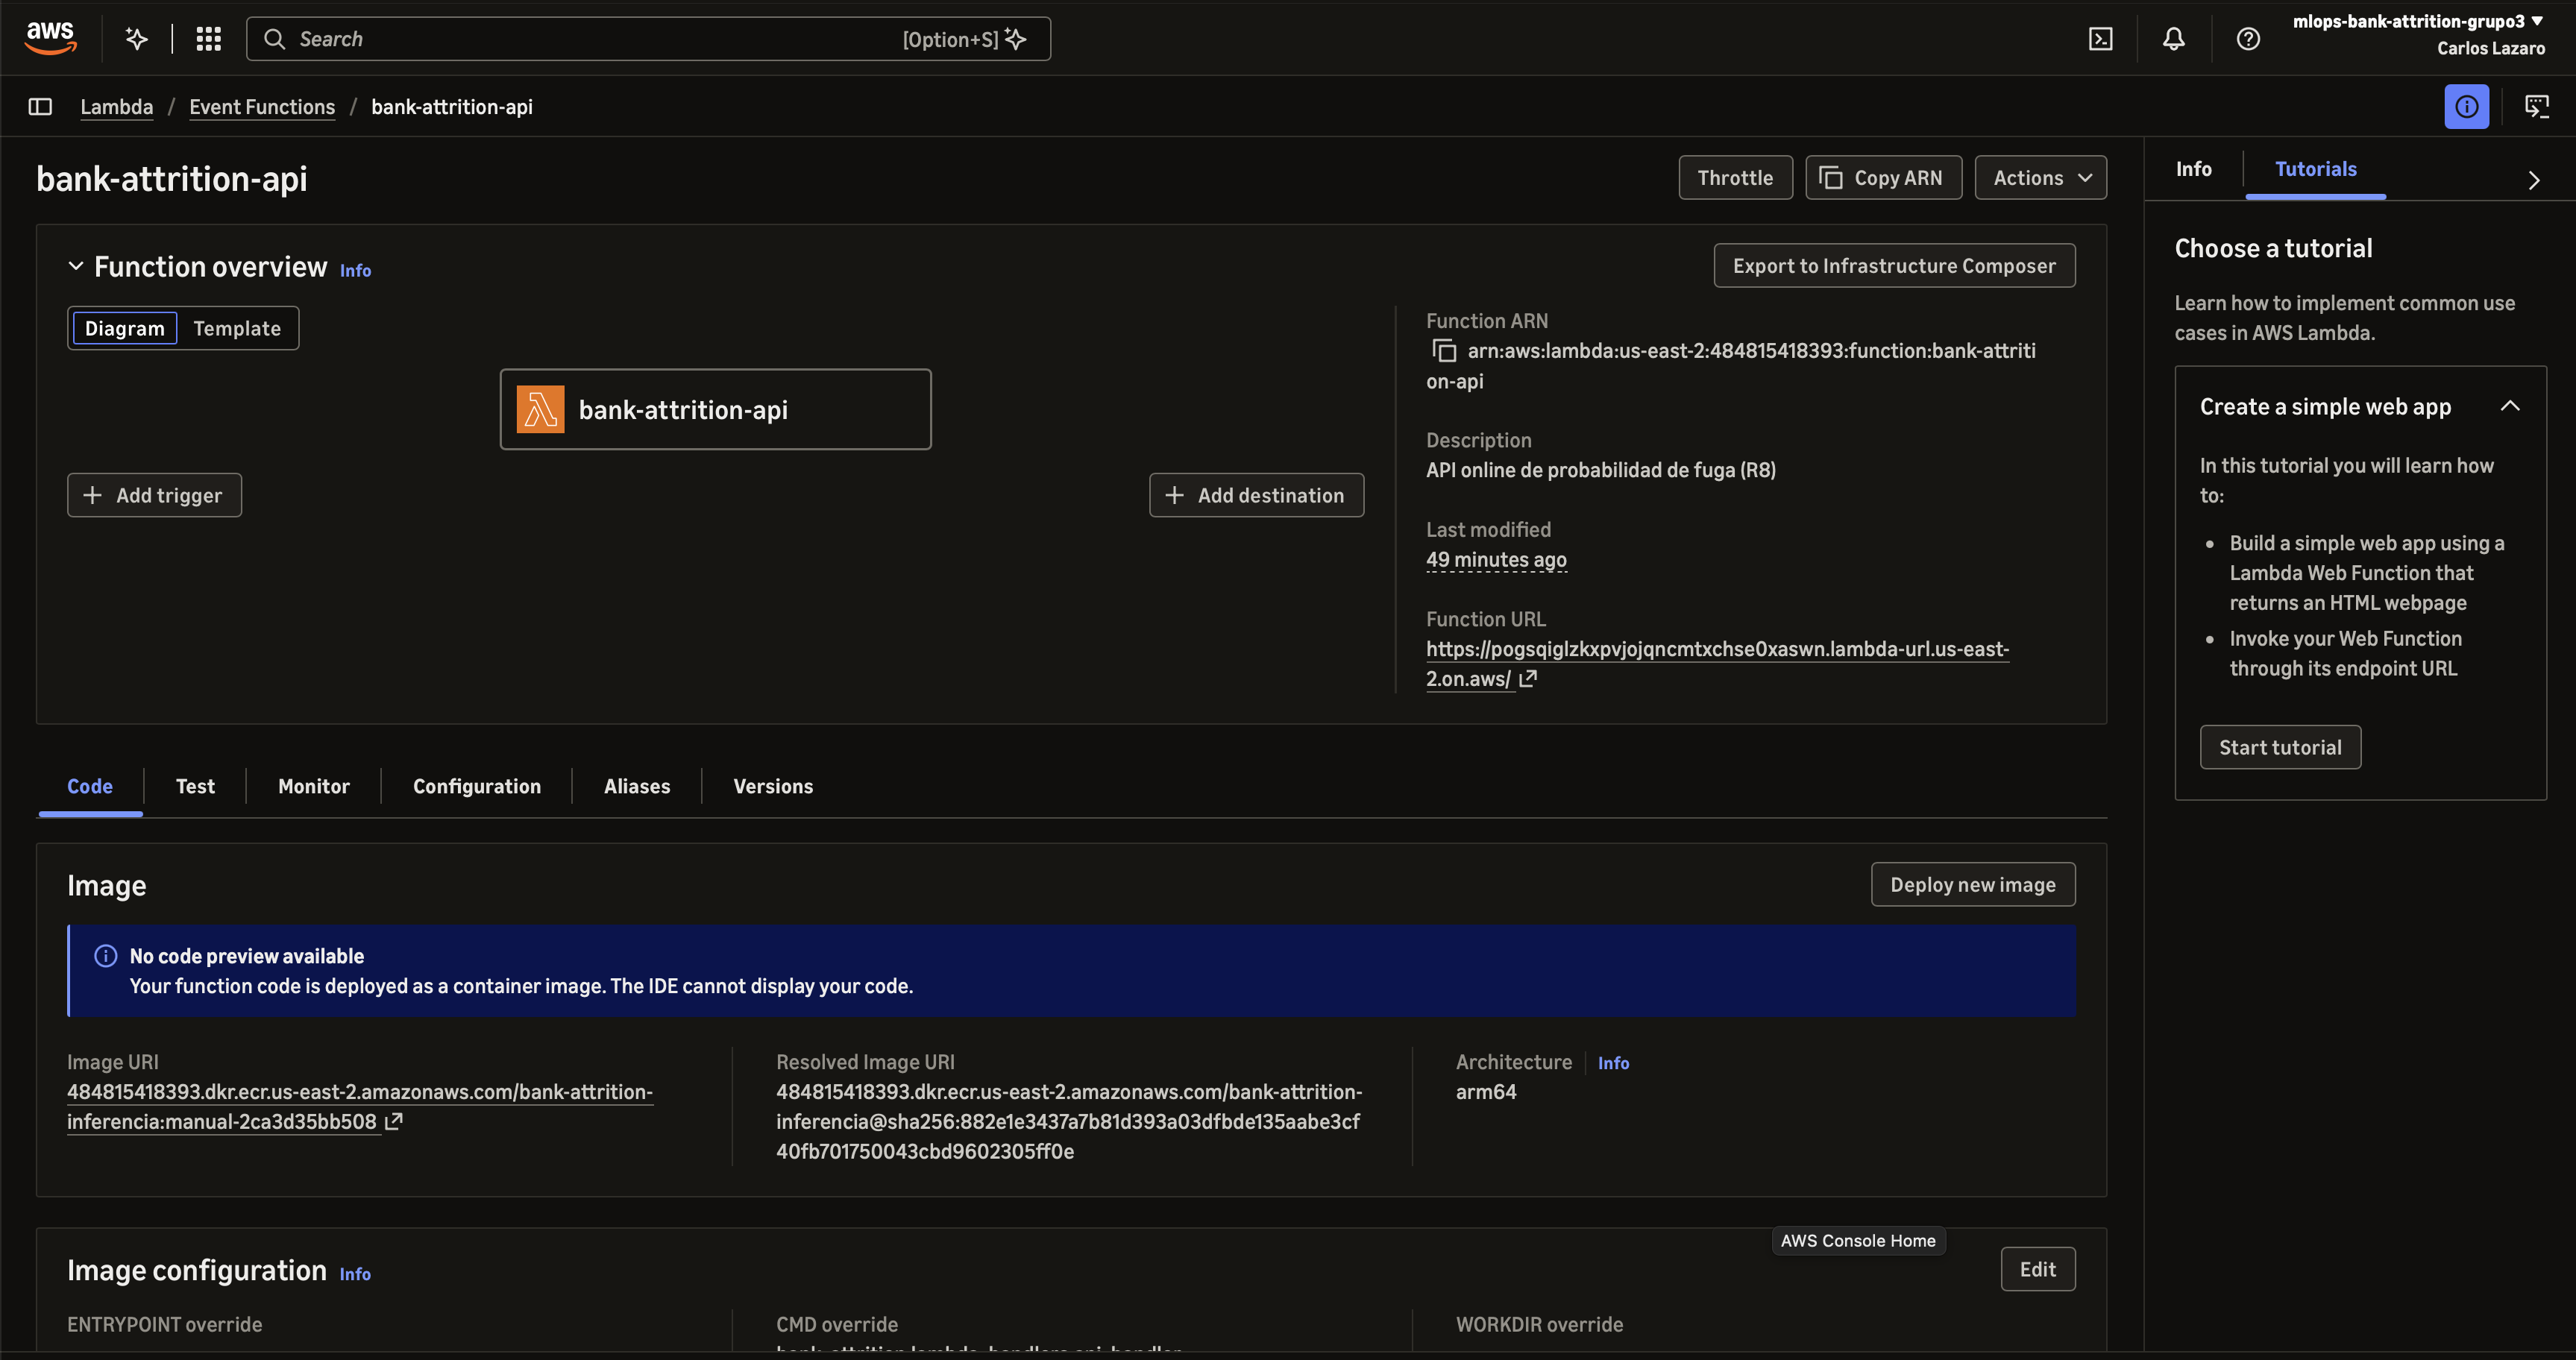 aws
Search
[Option+S]
mlops-bank-attrition-grupo3
Carlos Lazaro
Lambda / Event Functions / bank-attrition-api
bank-attrition-api
Throttle
Copy ARN
Actions
Function overview Info
Export to Infrastructure Composer
Diagram
Template
bank-attrition-api
+ Add trigger
+ Add destination
Function ARN
arn:aws:lambda:us-east-2:484815418393:function:bank-attriti
on-api
Description
API online de probabilidad de fuga (R8)
Last modified
49 minutes ago
Function URL
https://pogsqiglzkxpvjojqncmtxchse0xaswn.lambda-url.us-east-
2.on.aws/
Code
Test
Monitor
Configuration
Aliases
Versions
Image
Deploy new image
No code preview available
Your function code is deployed as a container image. The IDE cannot display your code.
Image URI
484815418393.dkr.ecr.us-east-2.amazonaws.com/bank-attrition-
inferencia:manual-2ca3d35bb508
Resolved Image URI
484815418393.dkr.ecr.us-east-2.amazonaws.com/bank-attrition-
inferencia@sha256:882e1e3437a7b81d393a03dfbde135aabe3cf
40fb701750043cbd9602305ff0e
Architecture Info
arm64
AWS Console Home
Image configuration Info
Edit
ENTRYPOINT override
CMD override
WORKDIR override
Info
Tutorials
Choose a tutorial
Learn how to implement common use
cases in AWS Lambda.
Create a simple web app
In this tutorial you will learn how
to:
• Build a simple web app using a
Lambda Web Function that
returns an HTML webpage
• Invoke your Web Function
through its endpoint URL
Start tutorial